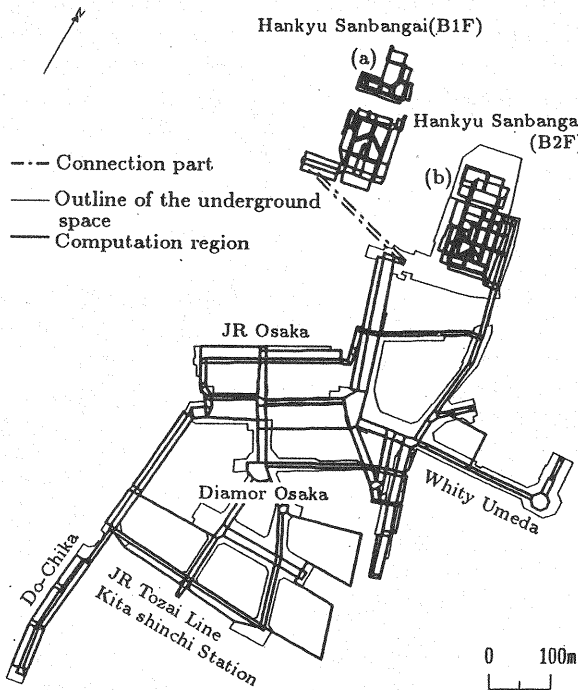 N
Hankyu Sanbangai(B1F)
(a)
Hankyu Sanbanga
(B2F)
(b)
Connection part
Outline of the underground
space
Computation region
JR Osaka
Diamor Osaka
Whity Umeda
Do-Chika
JR Tozai Line
Kita shinchi Station
0 100m